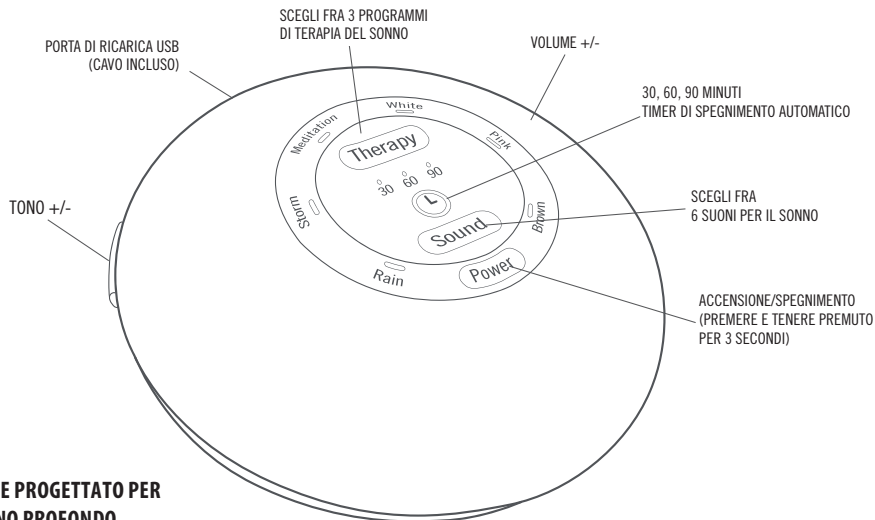 SCEGLI FRA 3 PROGRAMMI
DI TERAPIA DEL SONNO
PORTA DI RICARICA USB
(CAVO INCLUSO)
VOLUME +/-
30, 60, 90 MINUTI
TIMER DI SPEGNIMENTO AUTOMATICO
White
Meditation
Pink
Therapy
30 60 90
TONO +/-
Storm
Sound
Brown
SCEGLI FRA
6 SUONI PER IL SONNO
Rain
Power
ACCENSIONE/SPEGNIMENTO
(PREMERE E TENERE PREMUTO
PER 3 SECONDI)
E PROGETTATO PER
NO PROFONDO